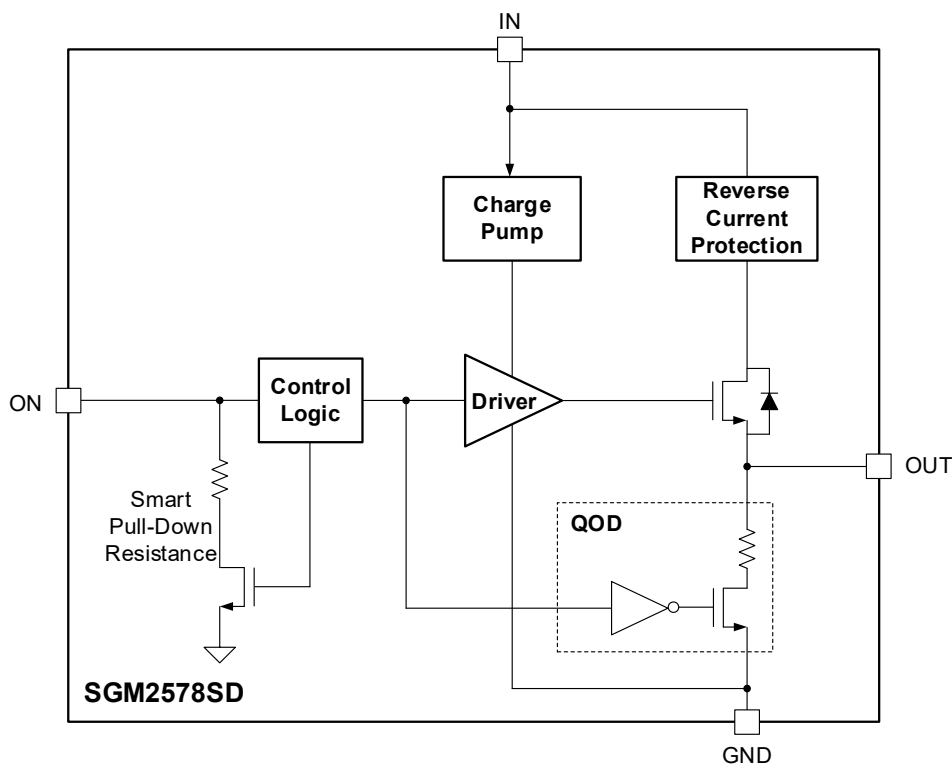 IN
Charge
Pump
Reverse
Current
Protection
ON
Control
Logic
Driver
OUT
Smart
Pull-Down
Resistance
QOD
SGM2578SD
GND